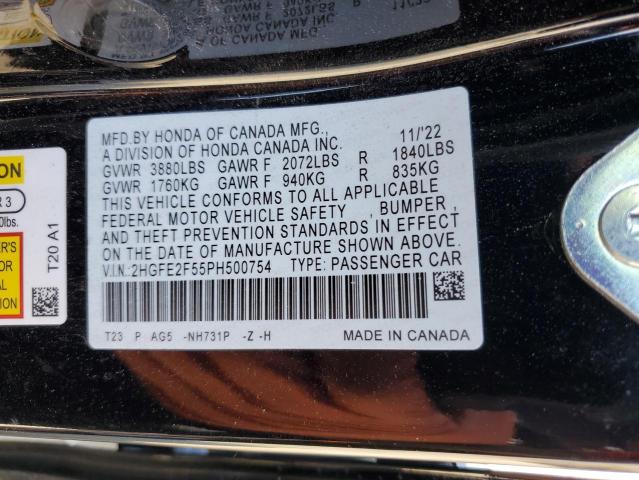 MFD.BY HONDA OF CANADA MFG., 11/'22
A DIVISION OF HONDA CANADA INC.
GVWR 3880LBS GAWR F 2072LBS R 1840LBS
GVWR 1760KG GAWR F 940KG R 835KG
THIS VEHICLE CONFORMS TO ALL APPLICABLE
FEDERAL MOTOR VEHICLE SAFETY , BUMPER ,
AND THEFT PREVENTION STANDARDS IN EFFECT
ON THE DATE OF MANUFACTURE SHOWN ABOVE.
V.I.N.:2HGFE2F55PH500754 TYPE: PASSENGER CAR
T23 P AG5 -NH731P -Z -H MADE IN CANADA
T20 A1